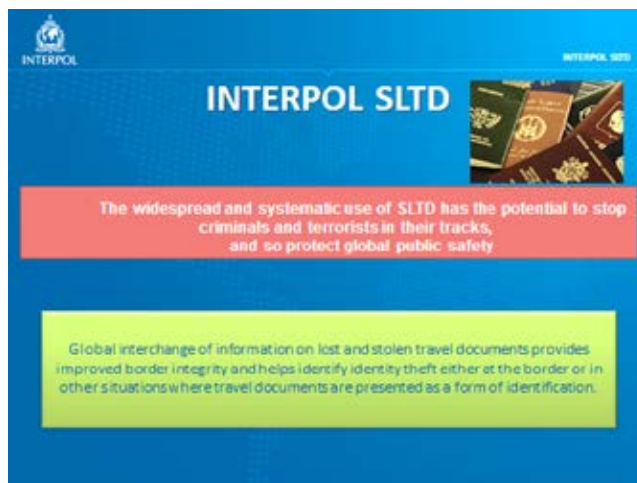 INTERPOL
INTERPOL SLTD
INTERPOL SLTD
The widespread and systematic use of SLTD has the potential to stop
criminals and terrorists in their tracks,
and so protect global public safety
Global interchange of information on lost and stolen travel documents provides
improved border integrity and helps identify identity theft either at the border or in
other situations where travel documents are presented as a form of identification.